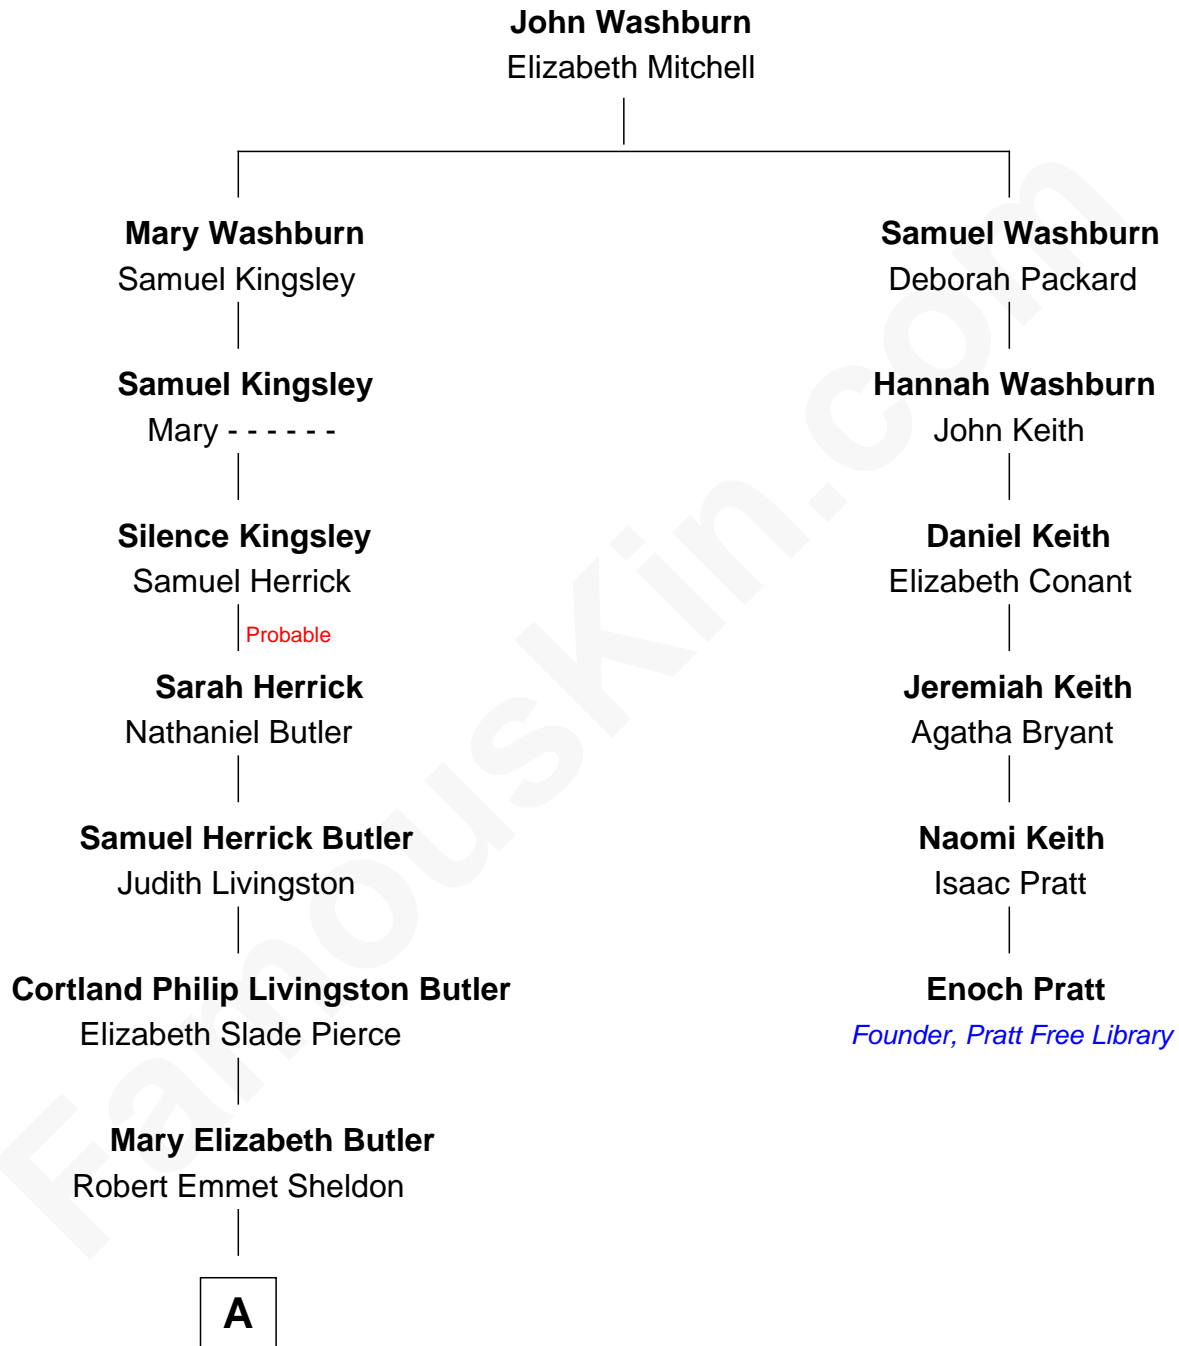 John Washburn
Elizabeth Mitchell
Mary Washburn
Samuel Kingsley
Samuel Washburn
Deborah Packard
Samuel Kingsley
Mary - - - - - -
Hannah Washburn
John Keith
Silence Kingsley
Samuel Herrick
Probable
Daniel Keith
Elizabeth Conant
Sarah Herrick
Nathaniel Butler
Jeremiah Keith
Agatha Bryant
Samuel Herrick Butler
Judith Livingston
Naomi Keith
Isaac Pratt
Cortland Philip Livingston Butler
Elizabeth Slade Pierce
Enoch Pratt
Founder, Pratt Free Library
Mary Elizabeth Butler
Robert Emmet Sheldon
A
FamousKin.com